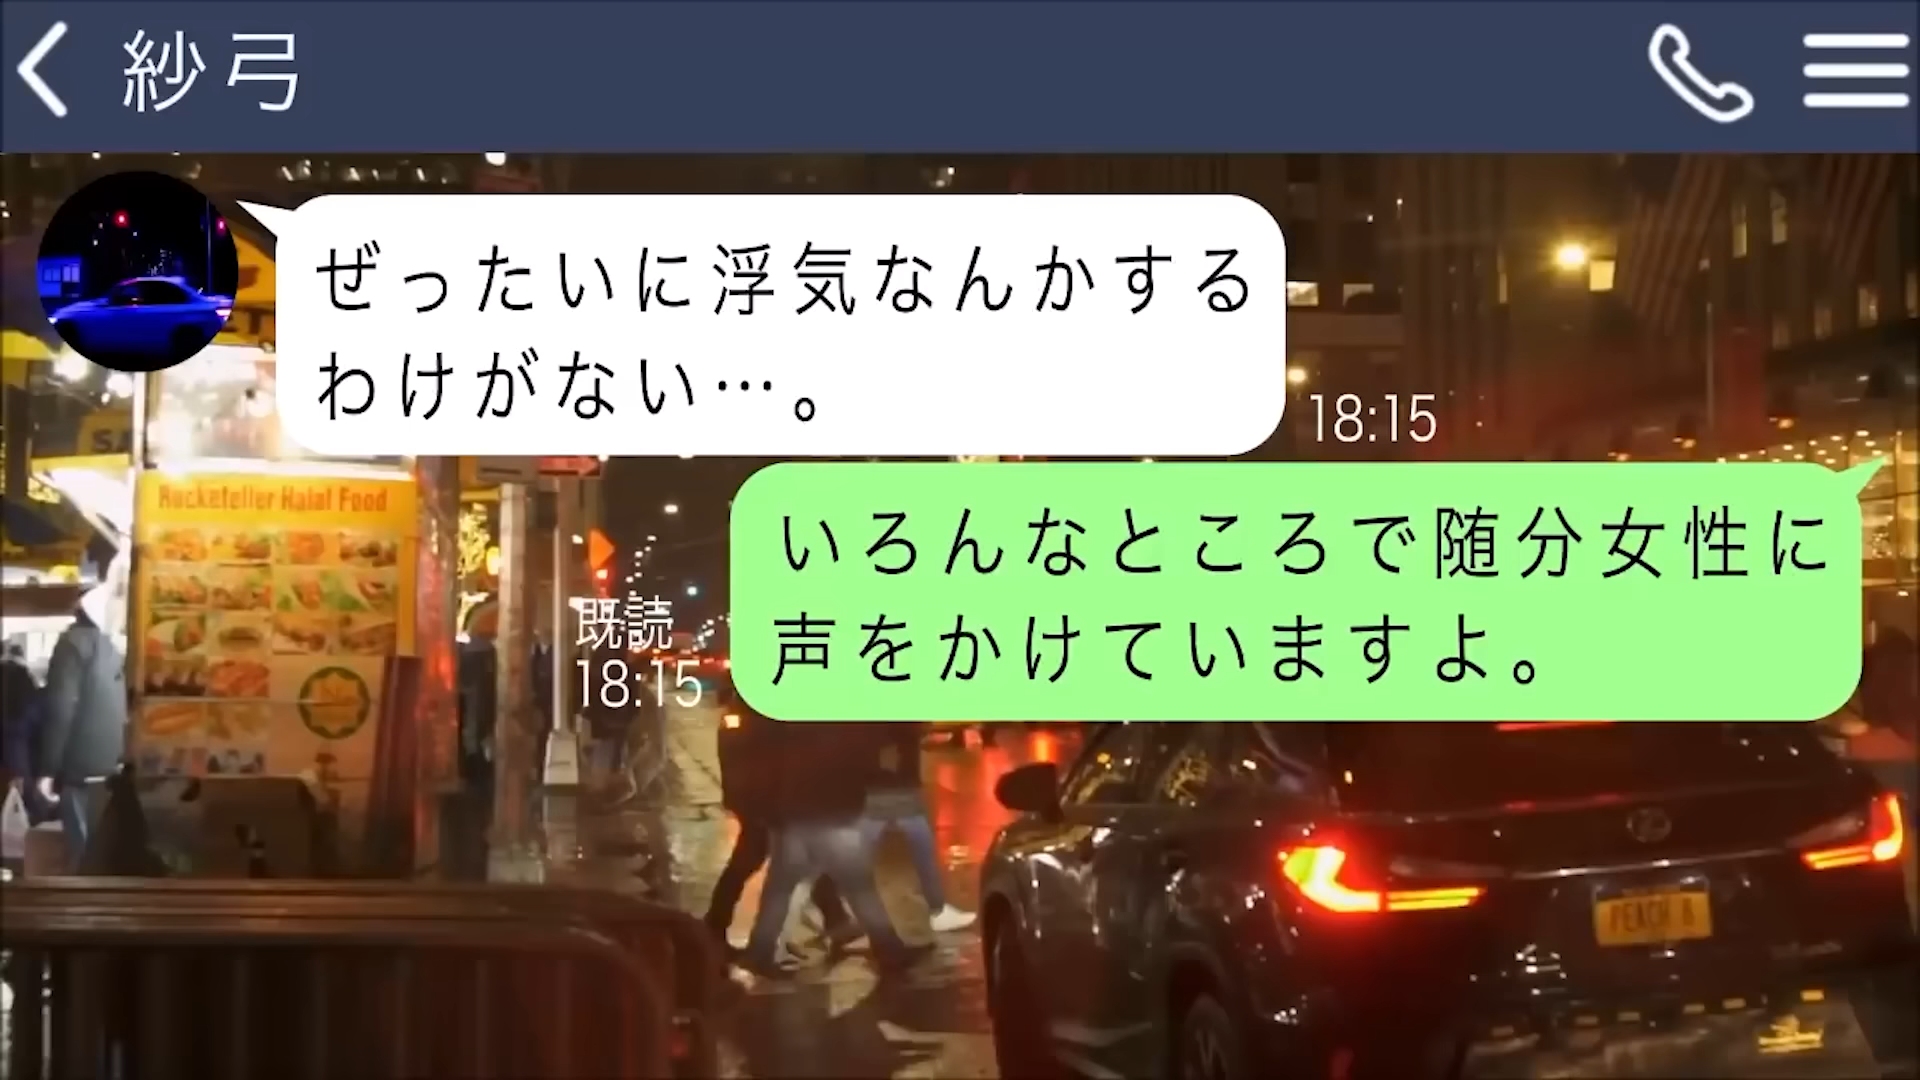 紗弓
ぜったいに浮気なんかする
わけがない…。
18:15
いろんなところで随分女性に
声をかけていますよ。
既読
18:15
Rockefeller Halal Food